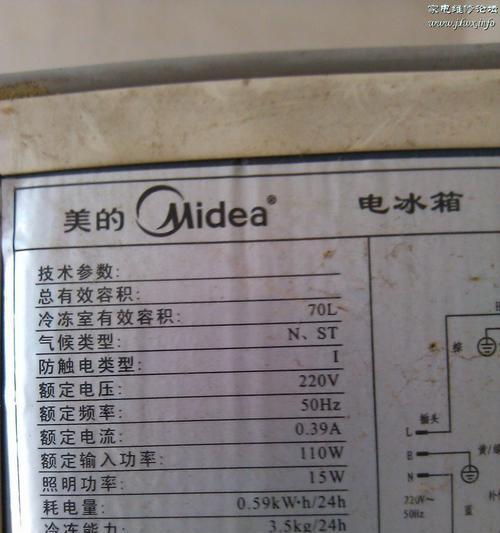 家电维修论坛
www.jdwx.info
美的 Midea® 电冰箱
技术参数:
总有效容积:
冷冻室有效容积: 70L
气候类型: N、ST
防触电类型: I
额定电压: 220V
额定频率: 50Hz
额定电流: 0.39A
额定输入功率: 110W
照明功率: 15W
耗电量: 0.59kW·h/24h
冷冻能力: 3.5kg/24h
棕
插头
L
E
黄/绿
N
220V～
50Hz
蓝